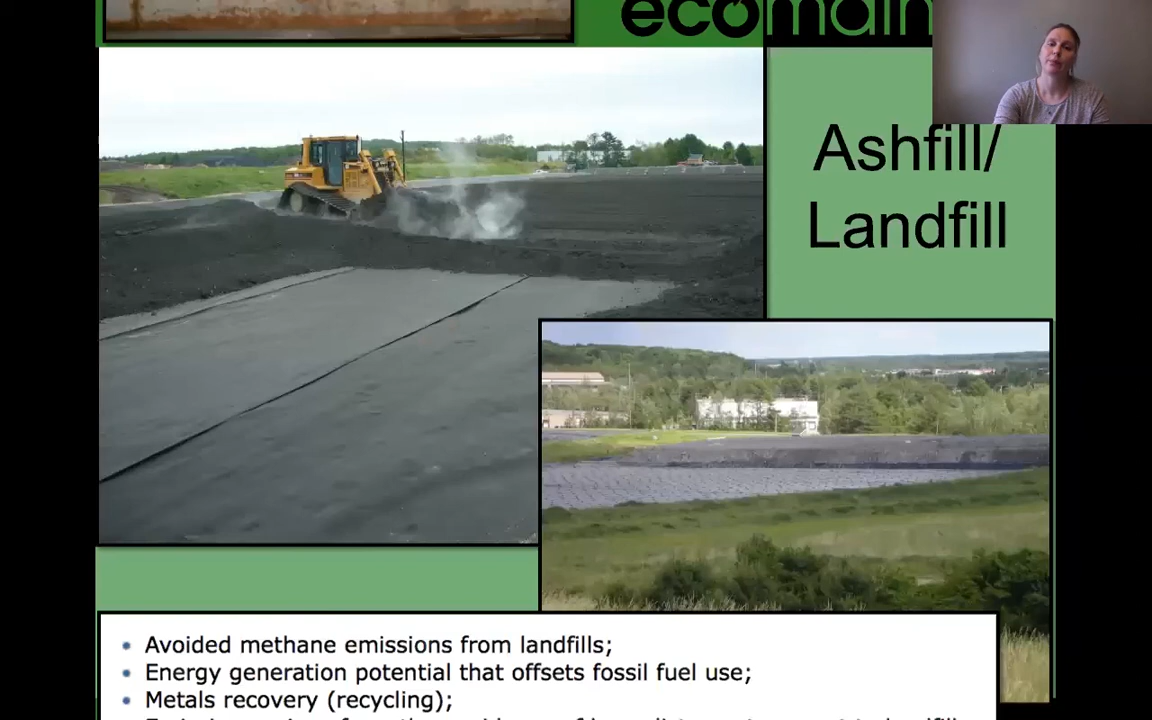 ecomain
Ashfill/
Landfill
• Avoided methane emissions from landfills;
• Energy generation potential that offsets fossil fuel use;
• Metals recovery (recycling);